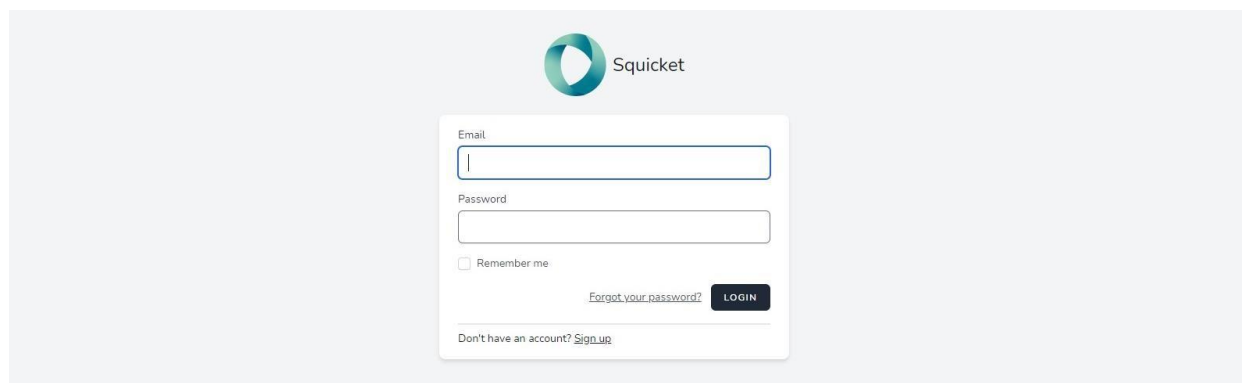 Squicket
Email
Password
Remember me
Forgot your password? LOGIN
Don't have an account? Sign up